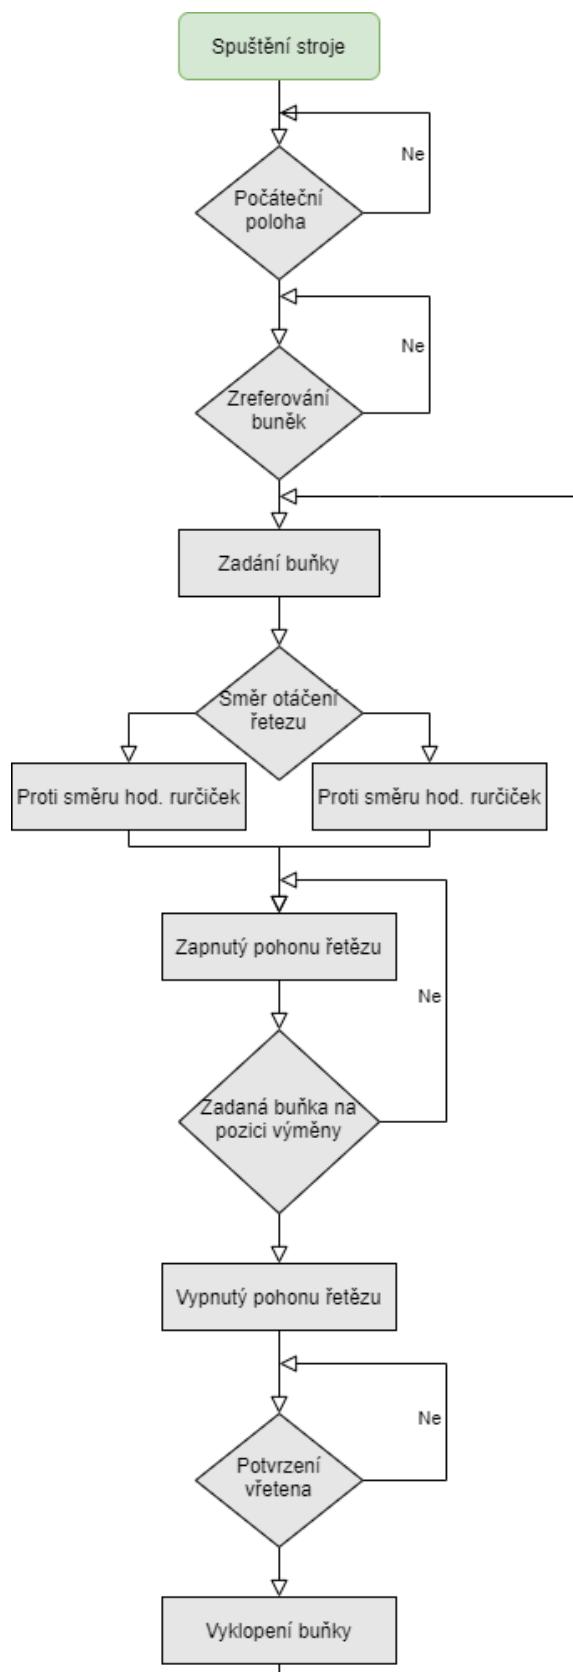 Spuštění stroje
Ne
Počáteční
poloha
Ne
Zreferování
buněk
Zadání buňky
Směr otáčení
řetezu
Proti směru hod. rurčiček
Proti směru hod. rurčiček
Zapnutý pohonu řetězu
Ne
Zadaná buňka na
pozici výměny
Vypnutý pohonu řetězu
Ne
Potvrzení
vřetena
Vyklopení buňky